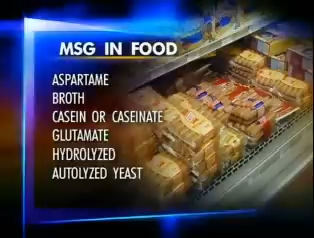 MSG IN FOOD
ASPARTAME
BROTH
CASEIN OR CASEINATE
GLUTAMATE
HYDROLYZED
AUTOLYZED YEAST